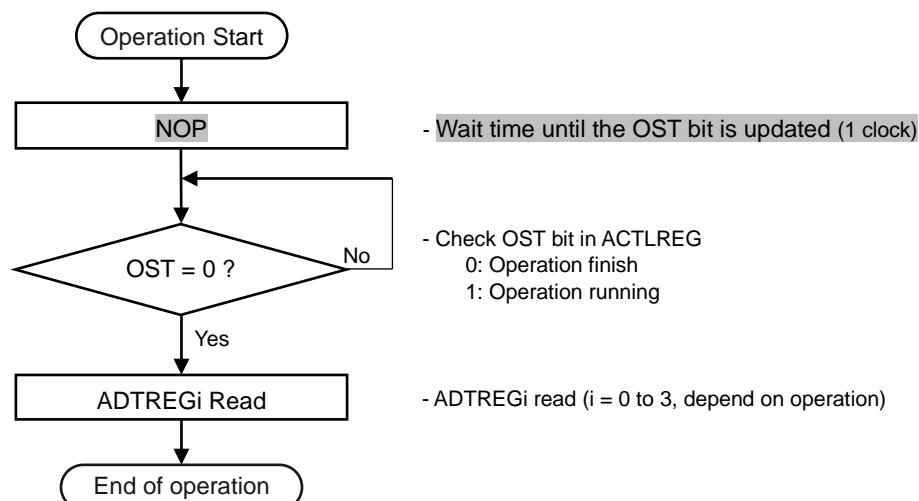 Operation Start
NOP
- Wait time until the OST bit is updated (1 clock)
- Check OST bit in ACTLREG
0: Operation finish
1: Operation running
No
OST = 0 ?
Yes
ADTREGi Read
- ADTREGi read (i = 0 to 3, depend on operation)
End of operation